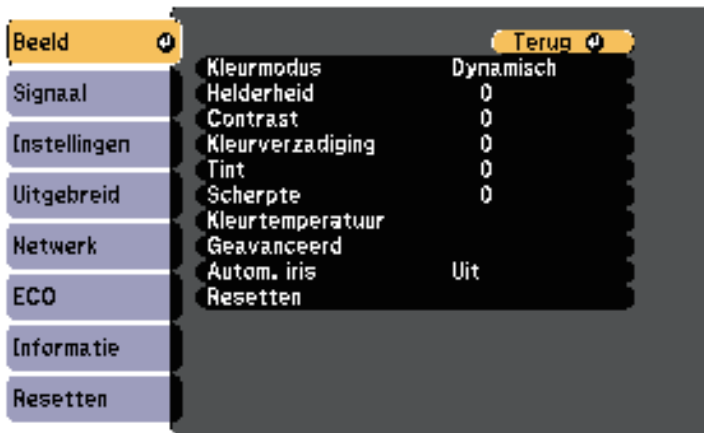 Beeld
Signaal
Instellingen
Uitgebreid
Netwerk
ECO
Informatie
Resetten
Terug
Kleurmodus Dynamisch
Helderheid 0
Contrast 0
Kleurverzadiging 0
Tint 0
Scherpte 0
Kleurtemperatuur
Geavanceerd
Autom. iris Uit
Resetten